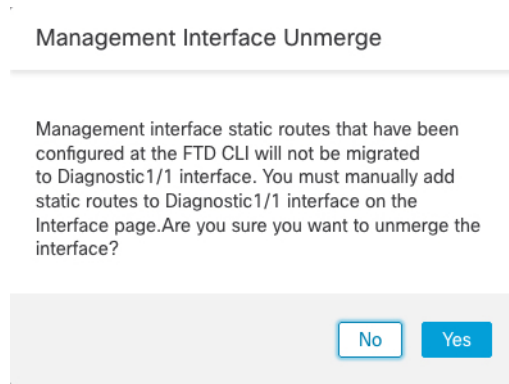 Management Interface Unmerge
Management interface static routes that have been
configured at the FTD CLI will not be migrated
to Diagnostic1/1 interface. You must manually add
static routes to Diagnostic1/1 interface on the
Interface page.Are you sure you want to unmerge the
interface?
No
Yes